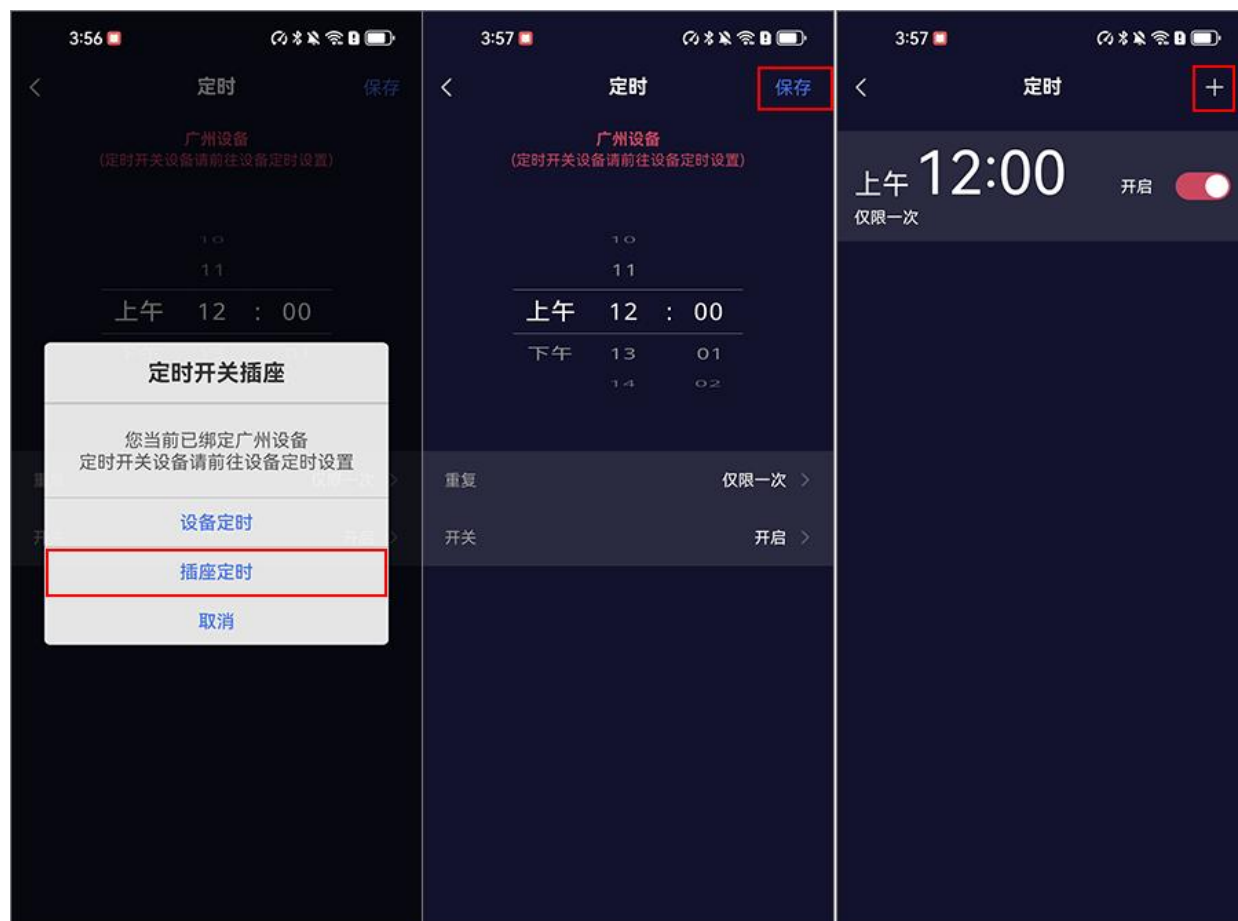 3:56
定时
保存
广州设备
(定时开关设备请前往设备定时设置)
10
11
上午 12 : 00
定时开关插座
您当前已绑定广州设备
定时开关设备请前往设备定时设置
设备定时
插座定时
取消
3:57
定时
保存
广州设备
(定时开关设备请前往设备定时设置)
10
11
上午 12 : 00
下午 13 01
14 02
重复 仅限一次
开关 开启
3:57
定时
上午 12:00 开启
仅限一次